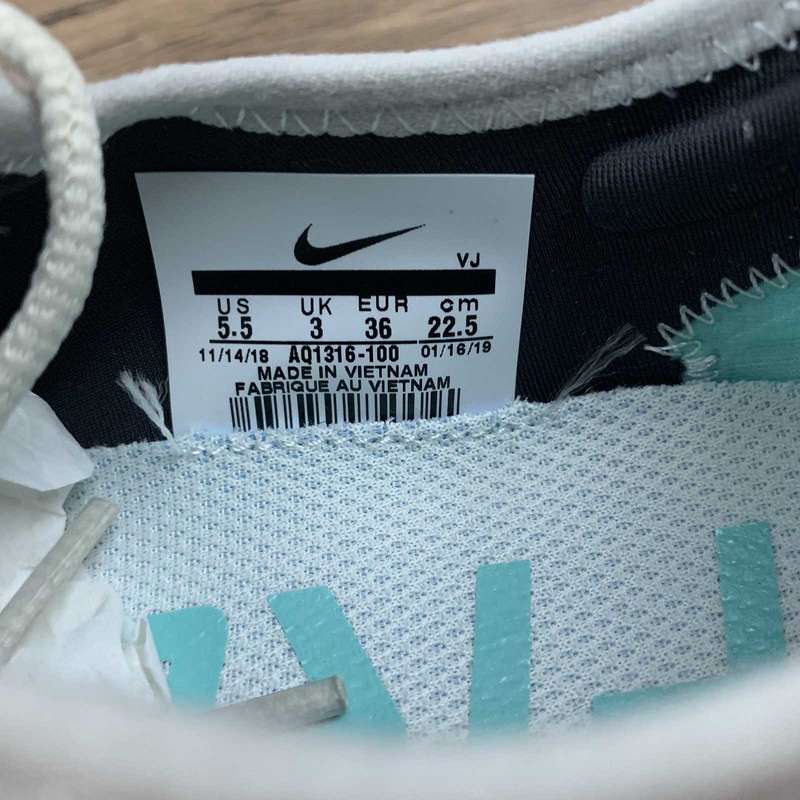 VJ
US UK EUR cm
5.5 3 36 22.5
11/14/18 AQ1316-100 01/16/19
MADE IN VIETNAM
FABRIQUE AU VIETNAM